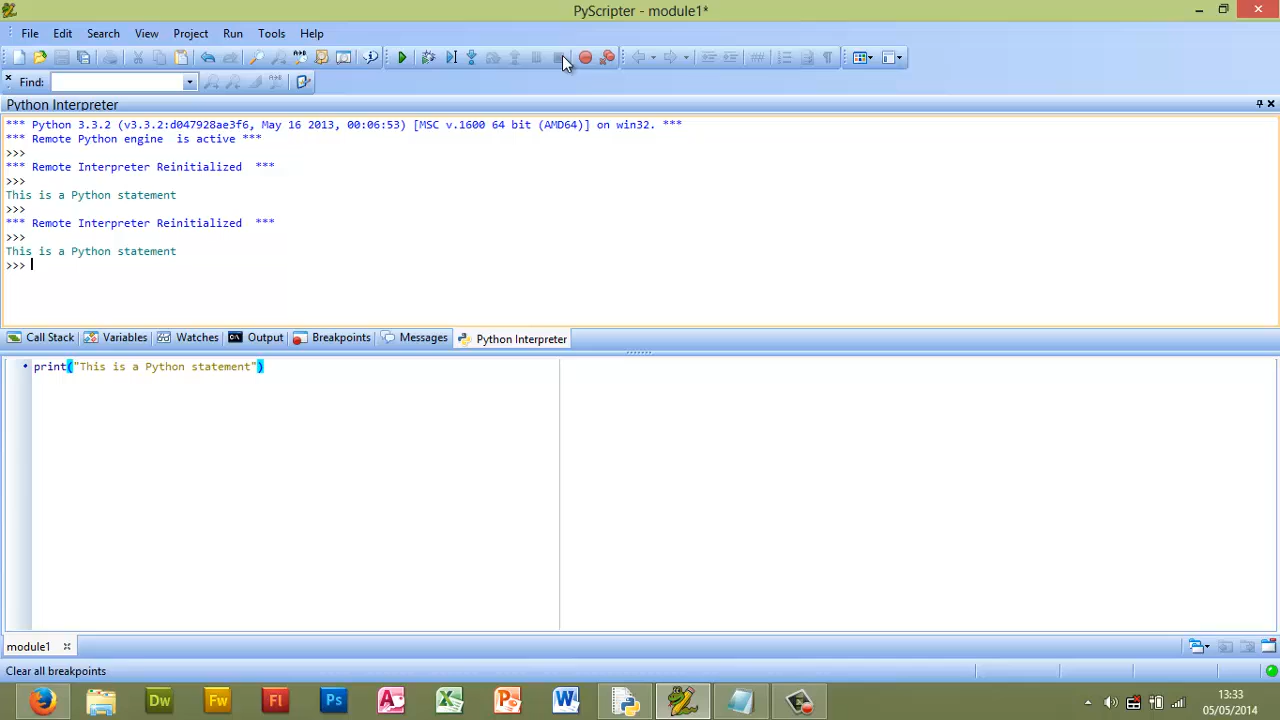 PyScripter - module1*
File Edit Search View Project Run Tools Help
Find:
Python Interpreter
*** Python 3.3.2 (v3.3.2:d047928ae3f6, May 16 2013, 00:06:53) [MSC v.1600 64 bit (AMD64)] on win32. ***
*** Remote Python engine is active ***
>>>
*** Remote Interpreter Reinitialized ***
>>>
This is a Python statement
>>>
*** Remote Interpreter Reinitialized ***
>>>
This is a Python statement
>>>
Call Stack Variables Watches Output Breakpoints Messages Python Interpreter
print("This is a Python statement")
module1
Clear all breakpoints
Dw Fw Fl Ps
13:33
05/05/2014